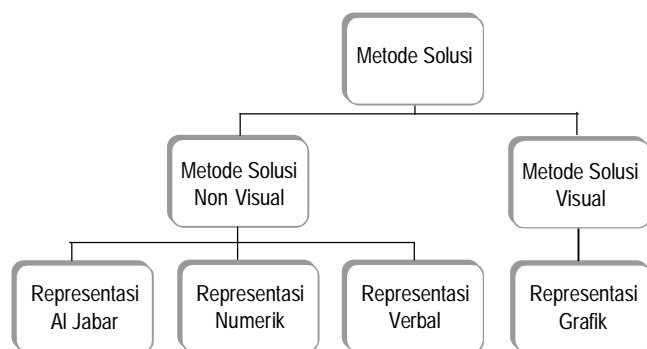 Metode Solusi
Metode Solusi
Non Visual
Metode Solusi
Visual
Representasi
Al Jabar
Representasi
Numerik
Representasi
Verbal
Representasi
Grafik